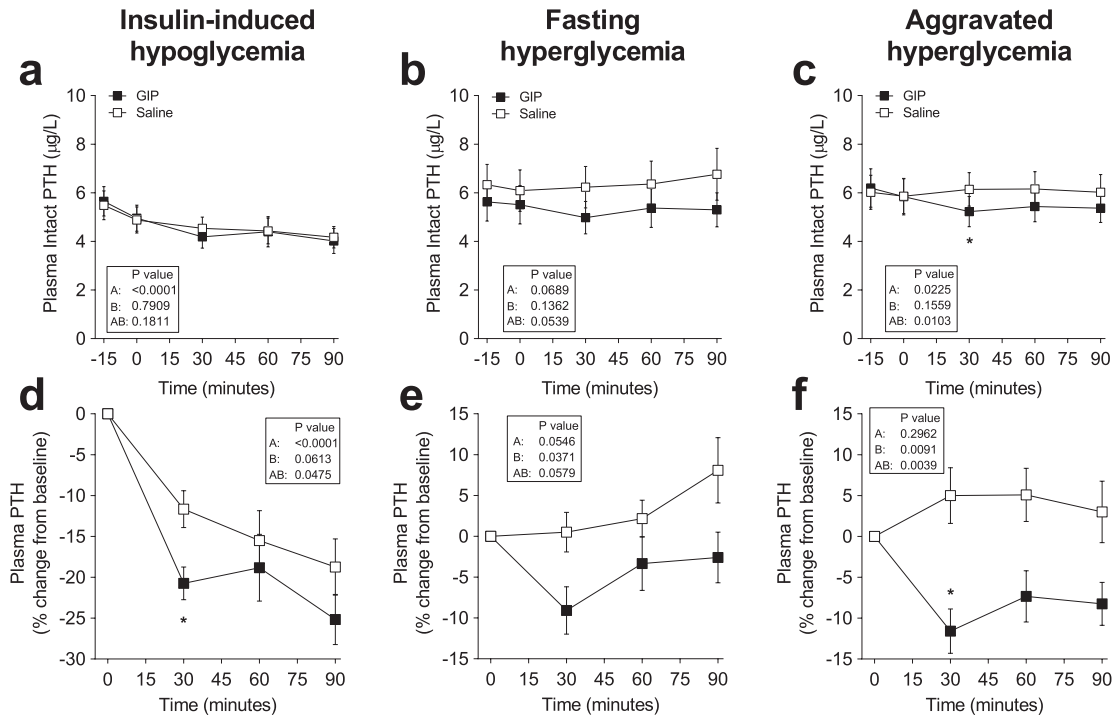 Insulin-induced
hypoglycemia
Fasting
hyperglycemia
Aggravated
hyperglycemia
a
GIP
Saline
Plasma Intact PTH (µg/L)
10
8
6
4
2
0
P value
A: <0.0001
B: 0.7909
AB: 0.1811
-15 0 15 30 45 60 75 90
Time (minutes)
b
GIP
Saline
Plasma Intact PTH (µg/L)
10
8
6
4
2
0
P value
A: 0.0689
B: 0.1362
AB: 0.0539
-15 0 15 30 45 60 75 90
Time (minutes)
c
GIP
Saline
Plasma Intact PTH (µg/L)
10
8
6
4
2
0
*
P value
A: 0.0225
B: 0.1559
AB: 0.0103
-15 0 15 30 45 60 75 90
Time (minutes)
d
Plasma PTH
(% change from baseline)
0
-5
-10
-15
-20
-25
-30
P value
A: <0.0001
B: 0.0613
AB: 0.0475
*
0 15 30 45 60 75 90
Time (minutes)
e
Plasma PTH
(% change from baseline)
15
10
5
0
-5
-10
-15
P value
A: 0.0546
B: 0.0371
AB: 0.0579
0 15 30 45 60 75 90
Time (minutes)
f
Plasma PTH
(% change from baseline)
15
10
5
0
-5
-10
-15
P value
A: 0.2962
B: 0.0091
AB: 0.0039
*
0 15 30 45 60 75 90
Time (minutes)